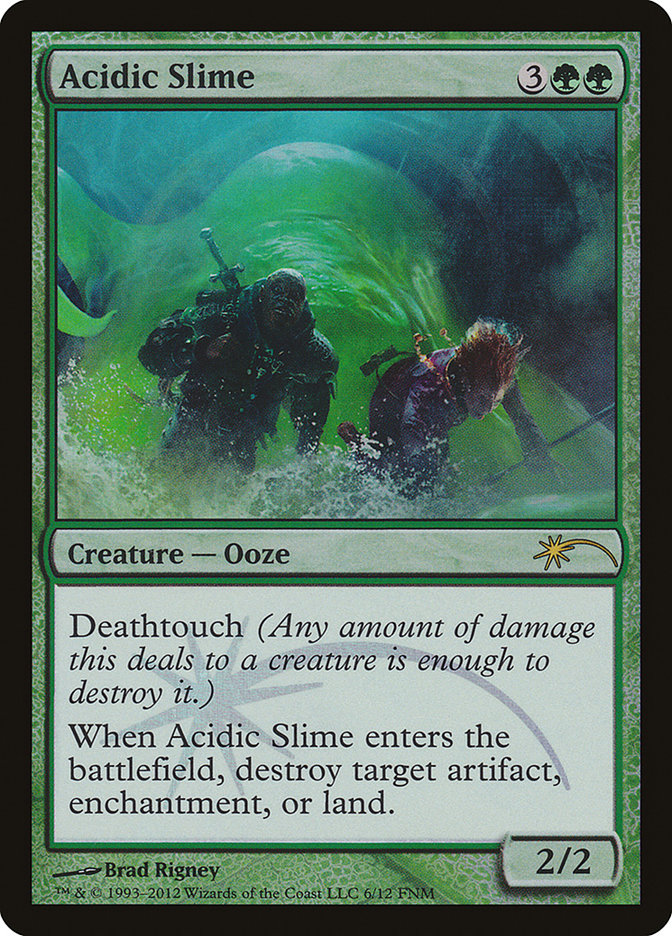 Acidic Slime 3
Creature — Ooze
Deathtouch (Any amount of damage
this deals to a creature is enough to
destroy it.)
When Acidic Slime enters the
battlefield, destroy target artifact,
enchantment, or land.
2/2
Brad Rigney
™ & © 1993–2012 Wizards of the Coast LLC 6/12 FNM